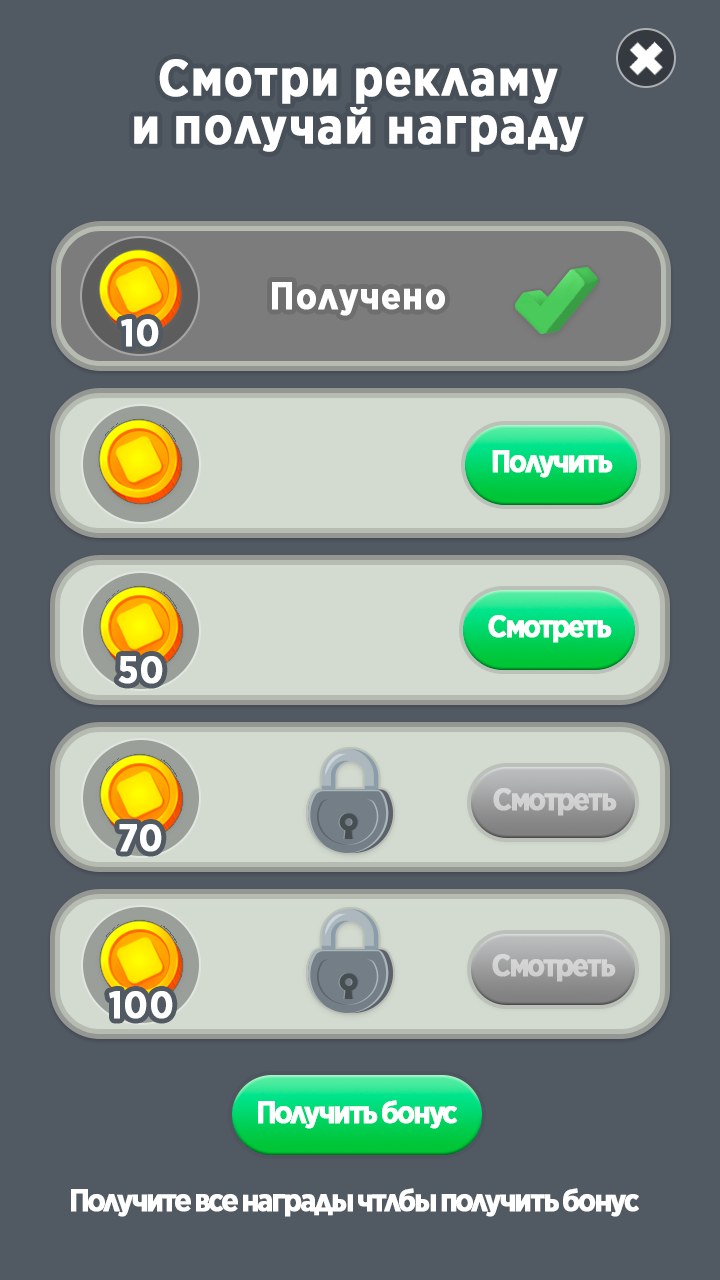 Смотри рекламу
и получай награду
10
Получено
Получить
50
Смотреть
70
Смотреть
100
Смотреть
Получить бонус
Получите все награды чтлбы получить бонус